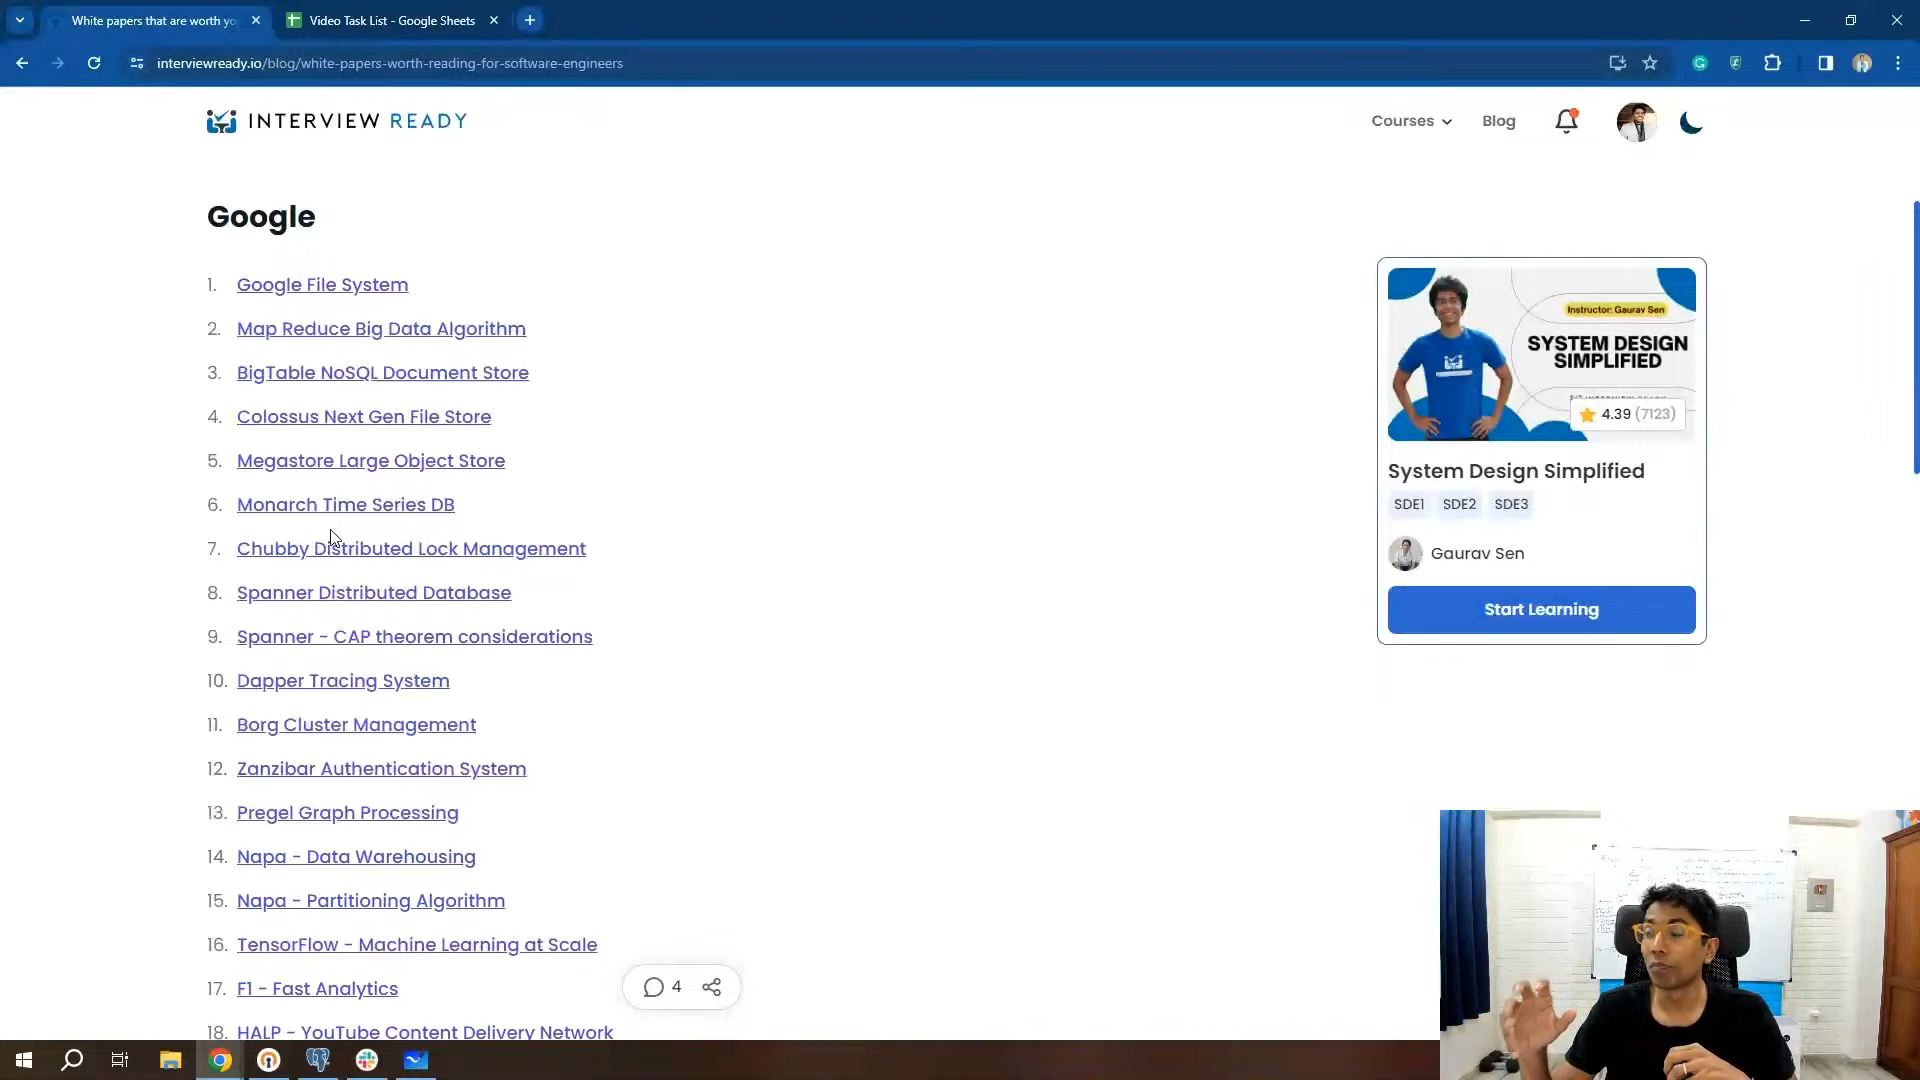 White papers that are worth yo
Video Task List - Google Sheets
interviewready.io/blog/white-papers-worth-reading-for-software-engineers
INTERVIEW READY
Courses
Blog
Google
1. Google File System
2. Map Reduce Big Data Algorithm
3. BigTable NoSQL Document Store
4. Colossus Next Gen File Store
5. Megastore Large Object Store
6. Monarch Time Series DB
7. Chubby Distributed Lock Management
8. Spanner Distributed Database
9. Spanner - CAP theorem considerations
10. Dapper Tracing System
11. Borg Cluster Management
12. Zanzibar Authentication System
13. Pregel Graph Processing
14. Napa - Data Warehousing
15. Napa - Partitioning Algorithm
16. TensorFlow - Machine Learning at Scale
17. F1 - Fast Analytics
18. HALP - YouTube Content Delivery Network
4
Instructor: Gaurav Sen
SYSTEM DESIGN
SIMPLIFIED
4.39 (7123)
System Design Simplified
SDE1 SDE2 SDE3
Gaurav Sen
Start Learning